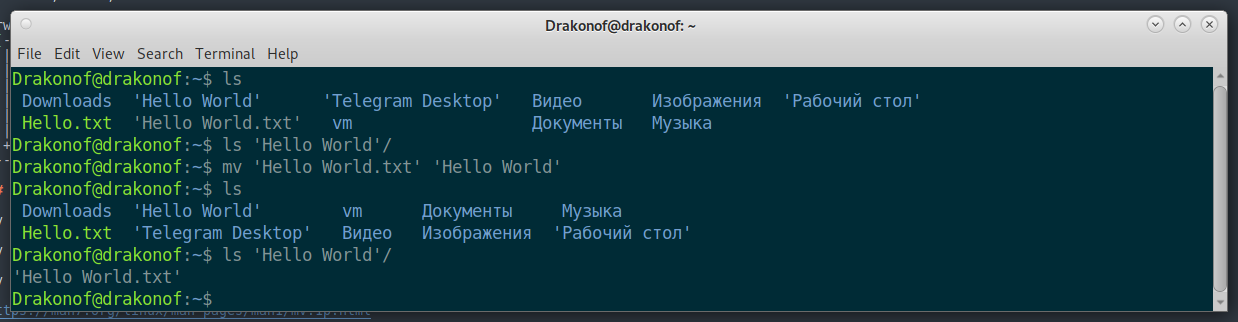 Drakonof@drakonof: ~
File Edit View Search Terminal Help
Drakonof@drakonof:~$ ls
Downloads 'Hello World' 'Telegram Desktop' Видео Изображения 'Рабочий стол'
Hello.txt 'Hello World.txt' vm Документы Музыка
Drakonof@drakonof:~$ ls 'Hello World'/
Drakonof@drakonof:~$ mv 'Hello World.txt' 'Hello World'
Drakonof@drakonof:~$ ls
Downloads 'Hello World' vm Документы Музыка
Hello.txt 'Telegram Desktop' Видео Изображения 'Рабочий стол'
Drakonof@drakonof:~$ ls 'Hello World'/
'Hello World.txt'
Drakonof@drakonof:~$